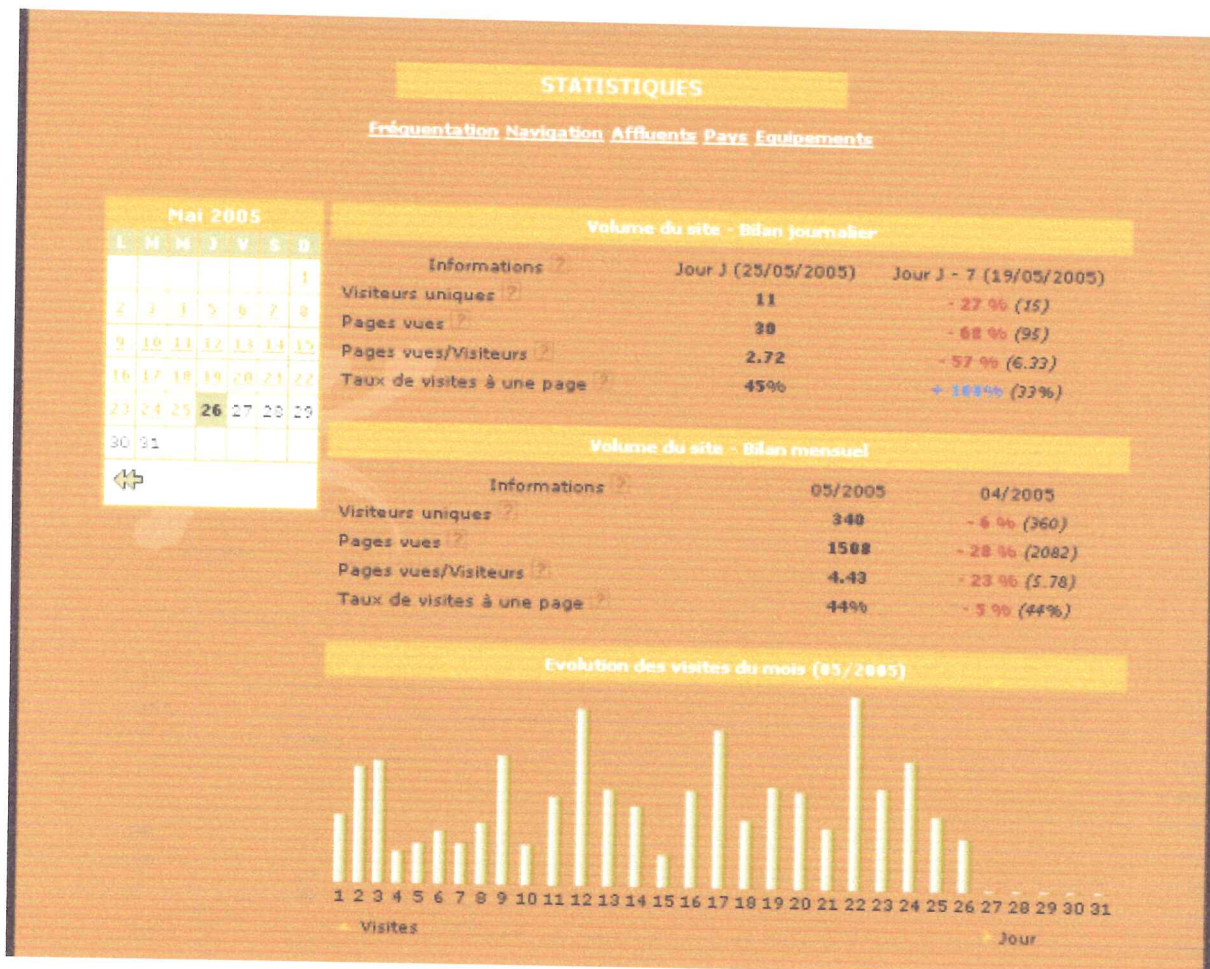 STATISTIQUES
Fréquentation Navigation Affluents Pays Equipements
Mai 2005
L M M J V S D
1
2 3 4 5 6 7 8
9 10 11 12 13 14 15
16 17 18 19 20 21 22
23 24 25 26 27 28 29
30 31
Volume du site - Bilan journalier
Informations ? Jour J (25/05/2005) Jour J - 7 (19/05/2005)
Visiteurs uniques ? 11 - 27 % (15)
Pages vues ? 30 - 68 % (95)
Pages vues/Visiteurs ? 2.72 - 57 % (6.33)
Taux de visites à une page ? 45% (33%)
Volume du site - Bilan mensuel
Informations ? 05/2005 04/2005
Visiteurs uniques ? 340 - 6 % (360)
Pages vues ? 1508 - 28 % (2082)
Pages vues/Visiteurs ? 4.43 - 23 % (5.78)
Taux de visites à une page ? 44% - 5 % (44%)
Evolution des visites du mois (05/2005)
1 2 3 4 5 6 7 8 9 10 11 12 13 14 15 16 17 18 19 20 21 22 23 24 25 26 27 28 29 30 31
Visites
Jour